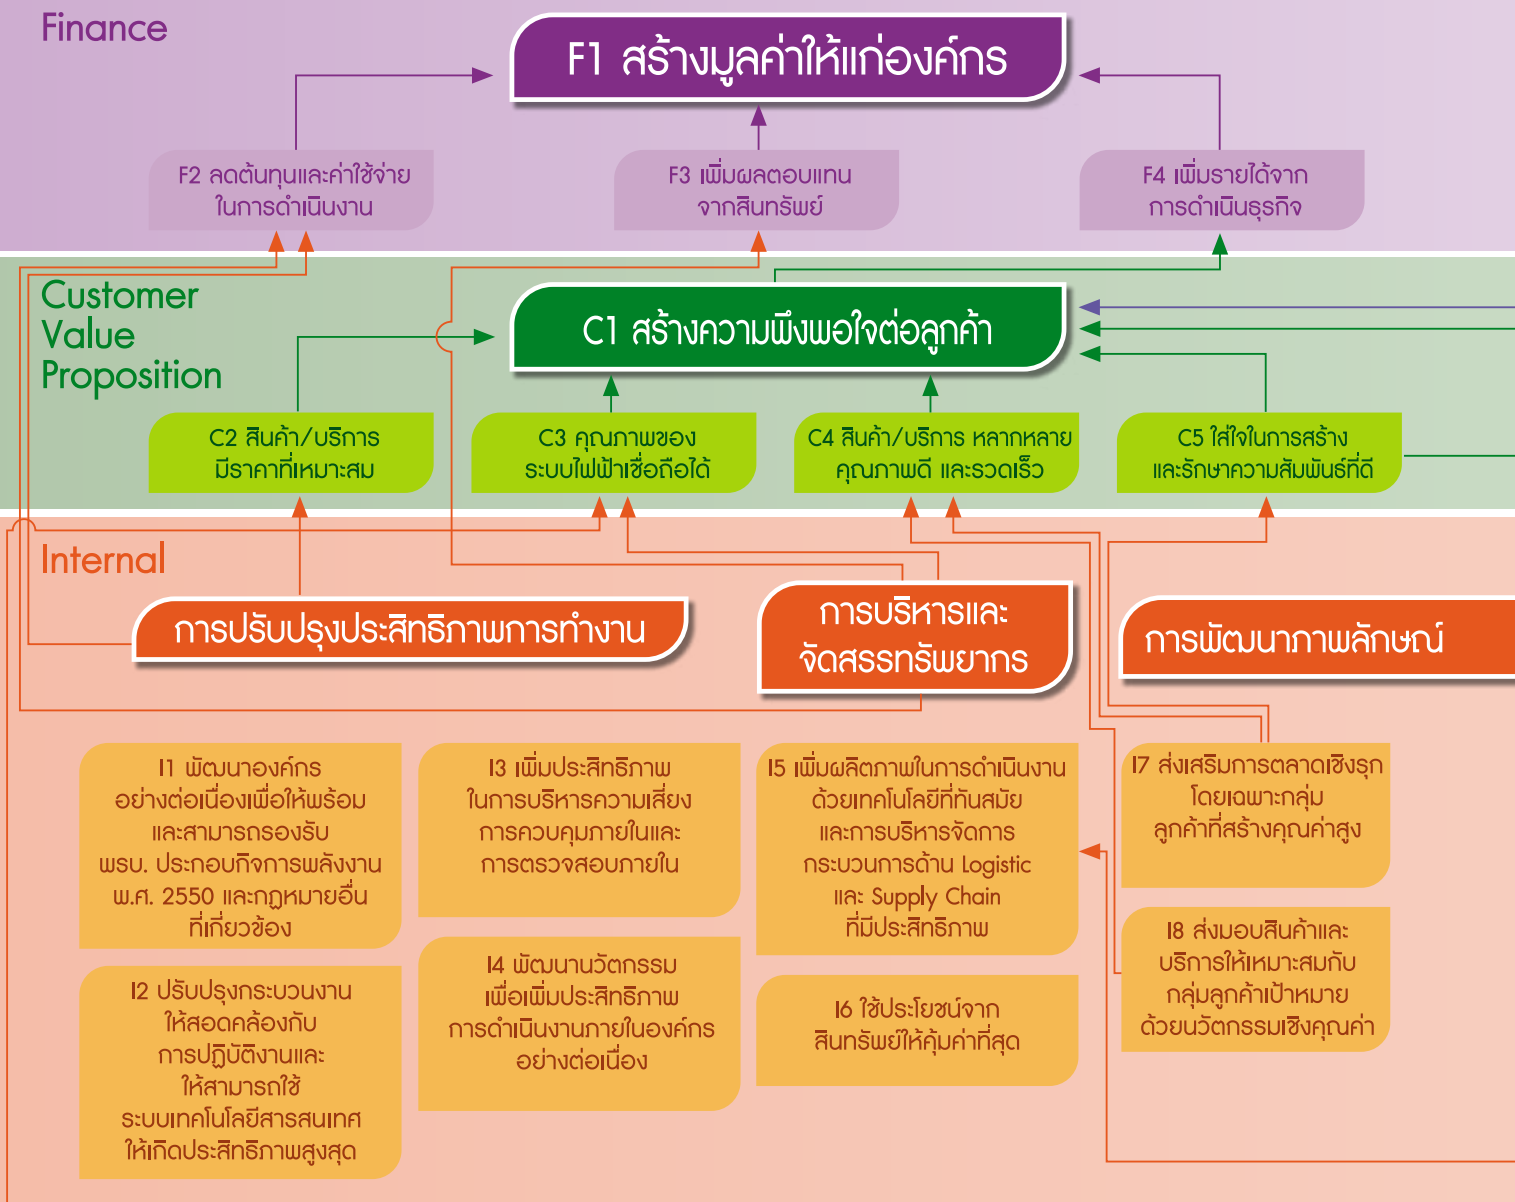 Finance
F1 สร้างมูลค่าให้แก่องค์กร
F2 ลดต้นทุนและค่าใช้จ่าย
ในการดำเนินงาน
F3 เพิ่มผลตอบแทน
จากสินทรัพย์
F4 เพิ่มรายได้จาก
การดำเนินธุรกิจ
Customer
Value
Proposition
C1 สร้างความพึงพอใจต่อลูกค้า
C2 สินค้า/บริการ
มีราคาที่เหมาะสม
C3 คุณภาพของ
ระบบไฟฟ้าเชื่อถือได้
C4 สินค้า/บริการ หลากหลาย
คุณภาพดี และรวดเร็ว
C5 ใส่ใจในการสร้าง
และรักษาความสัมพันธ์ที่ดี
Internal
การปรับปรุงประสิทธิภาพการทำงาน
การบริหารและ
จัดสรรทรัพยากร
การพัฒนาภาพลักษณ์
I1 พัฒนาองค์กร
อย่างต่อเนื่องเพื่อให้พร้อม
และสามารถรองรับ
พรบ. ประกอบกิจการพลังงาน
พ.ศ. 2550 และกฎหมายอื่น
ที่เกี่ยวข้อง
I2 ปรับปรุงกระบวนงาน
ให้สอดคล้องกับ
การปฏิบัติงานและ
ให้สามารถใช้
ระบบเทคโนโลยีสารสนเทศ
ให้เกิดประสิทธิภาพสูงสุด
I3 เพิ่มประสิทธิภาพ
ในการบริหารความเสี่ยง
การควบคุมภายในและ
การตรวจสอบภายใน
I4 พัฒนานวัตกรรม
เพื่อเพิ่มประสิทธิภาพ
การดำเนินงานภายในองค์กร
อย่างต่อเนื่อง
I5 เพิ่มผลิตภาพในการดำเนินงาน
ด้วยเทคโนโลยีที่ทันสมัย
และการบริหารจัดการ
กระบวนการด้าน Logistic
และ Supply Chain
ที่มีประสิทธิภาพ
I6 ใช้ประโยชน์จาก
สินทรัพย์ให้คุ้มค่าที่สุด
I7 ส่งเสริมการตลาดเชิงรุก
โดยเฉพาะกลุ่ม
ลูกค้าที่สร้างคุณค่าสูง
I8 ส่งมอบสินค้าและ
บริการให้เหมาะสมกับ
กลุ่มลูกค้าเป้าหมาย
ด้วยนวัตกรรมเชิงคุณค่า